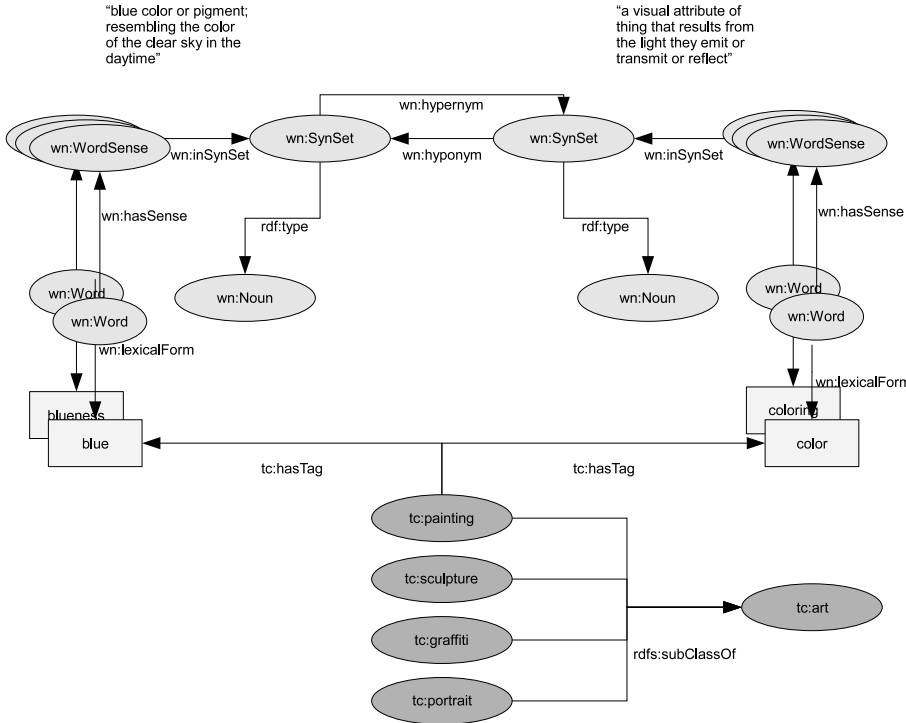 "blue color or pigment;
resembling the color
of the clear sky in the
daytime"
"a visual attribute of
thing that results from
the light they emit or
transmit or reflect"
wn:hypernym
wn:WordSense
wn:inSynSet
wn:SynSet
wn:hyponym
wn:SynSet
wn:inSynSet
wn:WordSense
wn:hasSense
rdf:type
rdf:type
wn:hasSense
wn:Word
wn:Noun
wn:Noun
wn:Word
wn:Word
wn:Word
wn:lexicalForm
wn:lexicalForm
blueness
coloring
blue
color
tc:hasTag
tc:hasTag
tc:painting
tc:sculpture
tc:graffiti
tc:art
rdfs:subClassOf
tc:portrait